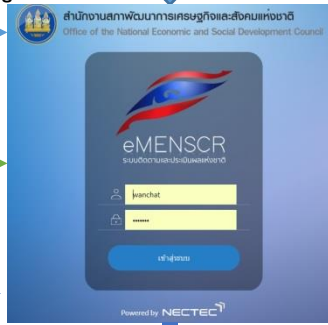 สำนักงานสภาพัฒนาการเศรษฐกิจและสังคมแห่งชาติ
Office of the National Economic and Social Development Council
eMENSCR
ระบบติดตามและประเมินผลแห่งชาติ
wanchat
•••••••
เข้าสู่ระบบ
Powered by NECTEC